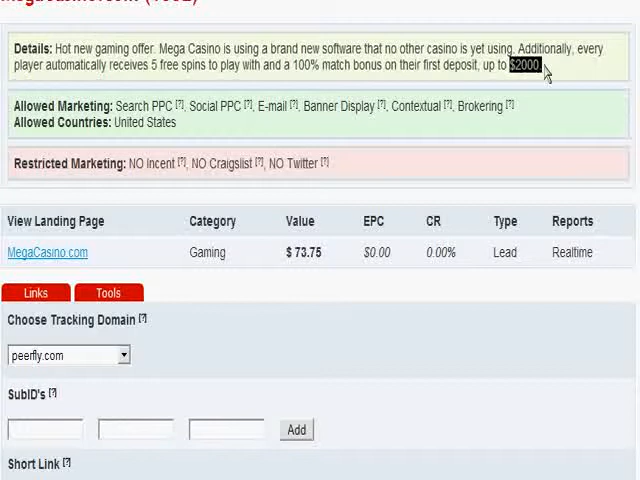 Details: Hot new gaming offer. Mega Casino is using a brand new software that no other casino is yet using. Additionally, every
player automatically receives 5 free spins to play with and a 100% match bonus on their first deposit, up to $2000.
Allowed Marketing: Search PPC [?], Social PPC [?], E-mail [?], Banner Display [?], Contextual [?], Brokering [?]
Allowed Countries: United States
Restricted Marketing: NO Incent [?], NO Craigslist [?], NO Twitter [?]
View Landing Page Category Value EPC CR Type Reports
MegaCasino.com Gaming $ 73.75 $0.00 0.00% Lead Realtime
Links Tools
Choose Tracking Domain [?]
peerfly.com
SubID's [?]
Add
Short Link [?]